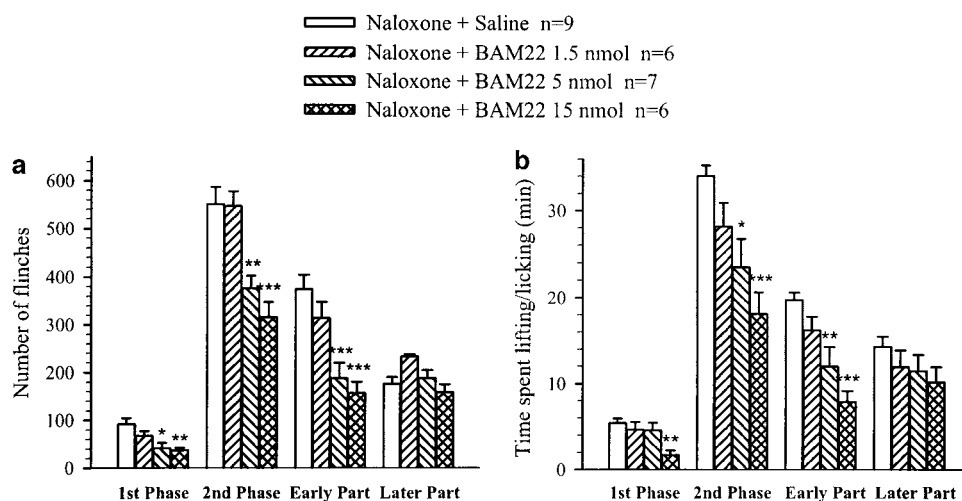 Naloxone + Saline n=9
Naloxone + BAM22 1.5 nmol n=6
Naloxone + BAM22 5 nmol n=7
Naloxone + BAM22 15 nmol n=6
a
Number of flinches
600
500
400
300
200
100
0
*
**
**
***
***
***
1st Phase 2nd Phase Early Part Later Part
b
Time spent lifting/licking (min)
30
20
10
0
**
*
***
**
***
1st Phase 2nd Phase Early Part Later Part